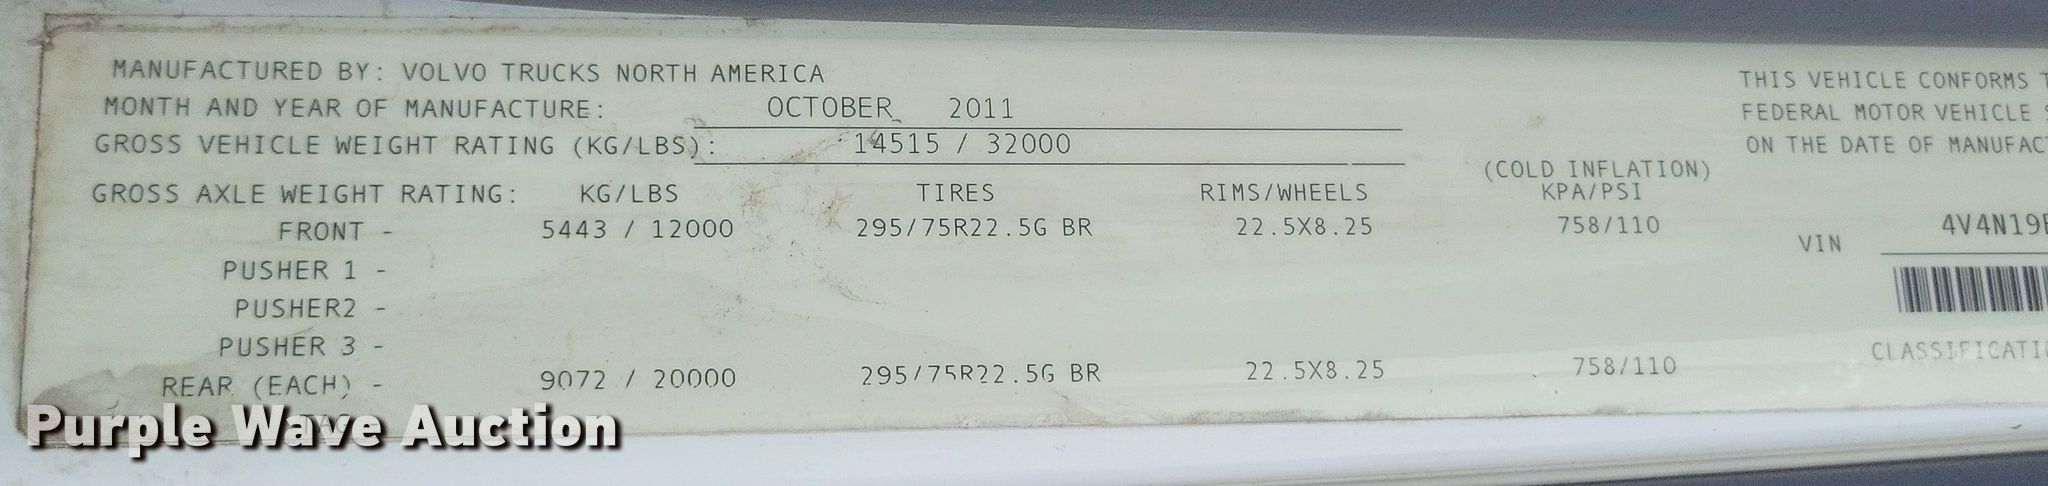 MANUFACTURED BY: VOLVO TRUCKS NORTH AMERICA
MONTH AND YEAR OF MANUFACTURE: OCTOBER 2011
GROSS VEHICLE WEIGHT RATING (KG/LBS): 14515 / 32000
GROSS AXLE WEIGHT RATING: KG/LBS TIRES RIMS/WHEELS (COLD INFLATION) KPA/PSI
FRONT - 5443 / 12000 295/75R22.5G BR 22.5X8.25 758/110
PUSHER 1 -
PUSHER2 -
PUSHER 3 -
REAR (EACH) - 9072 / 20000 295/75R22.5G BR 22.5X8.25 758/110
TAG
THIS VEHICLE CONFORMS
FEDERAL MOTOR VEHICLE
ON THE DATE OF MANUFAC
VIN 4V4N19
CLASSIFICATI
Purple Wave Auction